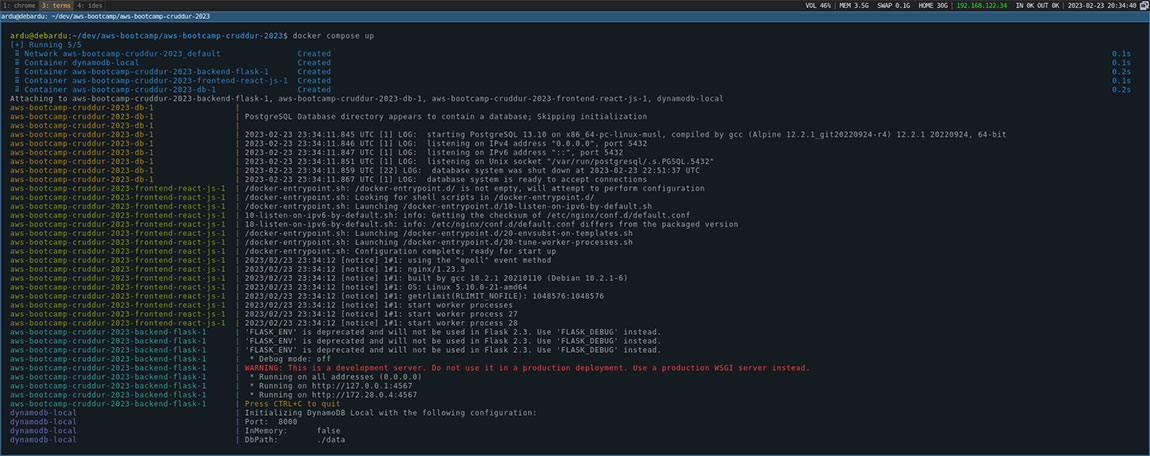 1: chrome 3: terms 4: ides VOL 46% | MEM 3.5G SWAP 0.1G HOME 30G | 192.168.122.34 IN 0K OUT 0K | 2023-02-23 20:34:40
ardu@debardu: ~/dev/aws-bootcamp/aws-bootcamp-cruddur-2023
ardu@debardu:~/dev/aws-bootcamp/aws-bootcamp-cruddur-2023$ docker compose up
[+] Running 5/5
⠿ Network aws-bootcamp-cruddur-2023_default Created 0.1s
⠿ Container dynamodb-local Created 0.1s
⠿ Container aws-bootcamp-cruddur-2023-backend-flask-1 Created 0.2s
⠿ Container aws-bootcamp-cruddur-2023-frontend-react-js-1 Created 0.1s
⠿ Container aws-bootcamp-cruddur-2023-db-1 Created 0.2s
Attaching to aws-bootcamp-cruddur-2023-backend-flask-1, aws-bootcamp-cruddur-2023-db-1, aws-bootcamp-cruddur-2023-frontend-react-js-1, dynamodb-local
aws-bootcamp-cruddur-2023-db-1 |
aws-bootcamp-cruddur-2023-db-1 | PostgreSQL Database directory appears to contain a database; Skipping initialization
aws-bootcamp-cruddur-2023-db-1 |
aws-bootcamp-cruddur-2023-db-1 | 2023-02-23 23:34:11.845 UTC [1] LOG: starting PostgreSQL 13.10 on x86_64-pc-linux-musl, compiled by gcc (Alpine 12.2.1_git20220924-r4) 12.2.1 20220924, 64-bit
aws-bootcamp-cruddur-2023-db-1 | 2023-02-23 23:34:11.846 UTC [1] LOG: listening on IPv4 address "0.0.0.0", port 5432
aws-bootcamp-cruddur-2023-db-1 | 2023-02-23 23:34:11.847 UTC [1] LOG: listening on IPv6 address "::", port 5432
aws-bootcamp-cruddur-2023-db-1 | 2023-02-23 23:34:11.851 UTC [1] LOG: listening on Unix socket "/var/run/postgresql/.s.PGSQL.5432"
aws-bootcamp-cruddur-2023-db-1 | 2023-02-23 23:34:11.859 UTC [22] LOG: database system was shut down at 2023-02-23 22:51:37 UTC
aws-bootcamp-cruddur-2023-db-1 | 2023-02-23 23:34:11.867 UTC [1] LOG: database system is ready to accept connections
aws-bootcamp-cruddur-2023-frontend-react-js-1 | /docker-entrypoint.sh: /docker-entrypoint.d/ is not empty, will attempt to perform configuration
aws-bootcamp-cruddur-2023-frontend-react-js-1 | /docker-entrypoint.sh: Looking for shell scripts in /docker-entrypoint.d/
aws-bootcamp-cruddur-2023-frontend-react-js-1 | /docker-entrypoint.sh: Launching /docker-entrypoint.d/10-listen-on-ipv6-by-default.sh
aws-bootcamp-cruddur-2023-frontend-react-js-1 | 10-listen-on-ipv6-by-default.sh: info: Getting the checksum of /etc/nginx/conf.d/default.conf
aws-bootcamp-cruddur-2023-frontend-react-js-1 | 10-listen-on-ipv6-by-default.sh: info: /etc/nginx/conf.d/default.conf differs from the packaged version
aws-bootcamp-cruddur-2023-frontend-react-js-1 | /docker-entrypoint.sh: Launching /docker-entrypoint.d/20-envsubst-on-templates.sh
aws-bootcamp-cruddur-2023-frontend-react-js-1 | /docker-entrypoint.sh: Launching /docker-entrypoint.d/30-tune-worker-processes.sh
aws-bootcamp-cruddur-2023-frontend-react-js-1 | /docker-entrypoint.sh: Configuration complete; ready for start up
aws-bootcamp-cruddur-2023-frontend-react-js-1 | 2023/02/23 23:34:12 [notice] 1#1: using the "epoll" event method
aws-bootcamp-cruddur-2023-frontend-react-js-1 | 2023/02/23 23:34:12 [notice] 1#1: nginx/1.23.3
aws-bootcamp-cruddur-2023-frontend-react-js-1 | 2023/02/23 23:34:12 [notice] 1#1: built by gcc 10.2.1 20210110 (Debian 10.2.1-6)
aws-bootcamp-cruddur-2023-frontend-react-js-1 | 2023/02/23 23:34:12 [notice] 1#1: OS: Linux 5.10.0-21-amd64
aws-bootcamp-cruddur-2023-frontend-react-js-1 | 2023/02/23 23:34:12 [notice] 1#1: getrlimit(RLIMIT_NOFILE): 1048576:1048576
aws-bootcamp-cruddur-2023-frontend-react-js-1 | 2023/02/23 23:34:12 [notice] 1#1: start worker processes
aws-bootcamp-cruddur-2023-frontend-react-js-1 | 2023/02/23 23:34:12 [notice] 1#1: start worker process 27
aws-bootcamp-cruddur-2023-frontend-react-js-1 | 2023/02/23 23:34:12 [notice] 1#1: start worker process 28
aws-bootcamp-cruddur-2023-backend-flask-1 | 'FLASK_ENV' is deprecated and will not be used in Flask 2.3. Use 'FLASK_DEBUG' instead.
aws-bootcamp-cruddur-2023-backend-flask-1 | 'FLASK_ENV' is deprecated and will not be used in Flask 2.3. Use 'FLASK_DEBUG' instead.
aws-bootcamp-cruddur-2023-backend-flask-1 | 'FLASK_ENV' is deprecated and will not be used in Flask 2.3. Use 'FLASK_DEBUG' instead.
aws-bootcamp-cruddur-2023-backend-flask-1 | * Debug mode: off
aws-bootcamp-cruddur-2023-backend-flask-1 | WARNING: This is a development server. Do not use it in a production deployment. Use a production WSGI server instead.
aws-bootcamp-cruddur-2023-backend-flask-1 | * Running on all addresses (0.0.0.0)
aws-bootcamp-cruddur-2023-backend-flask-1 | * Running on http://127.0.0.1:4567
aws-bootcamp-cruddur-2023-backend-flask-1 | * Running on http://172.28.0.4:4567
aws-bootcamp-cruddur-2023-backend-flask-1 | Press CTRL+C to quit
dynamodb-local | Initializing DynamoDB Local with the following configuration:
dynamodb-local | Port: 8000
dynamodb-local | InMemory: false
dynamodb-local | DbPath: ./data